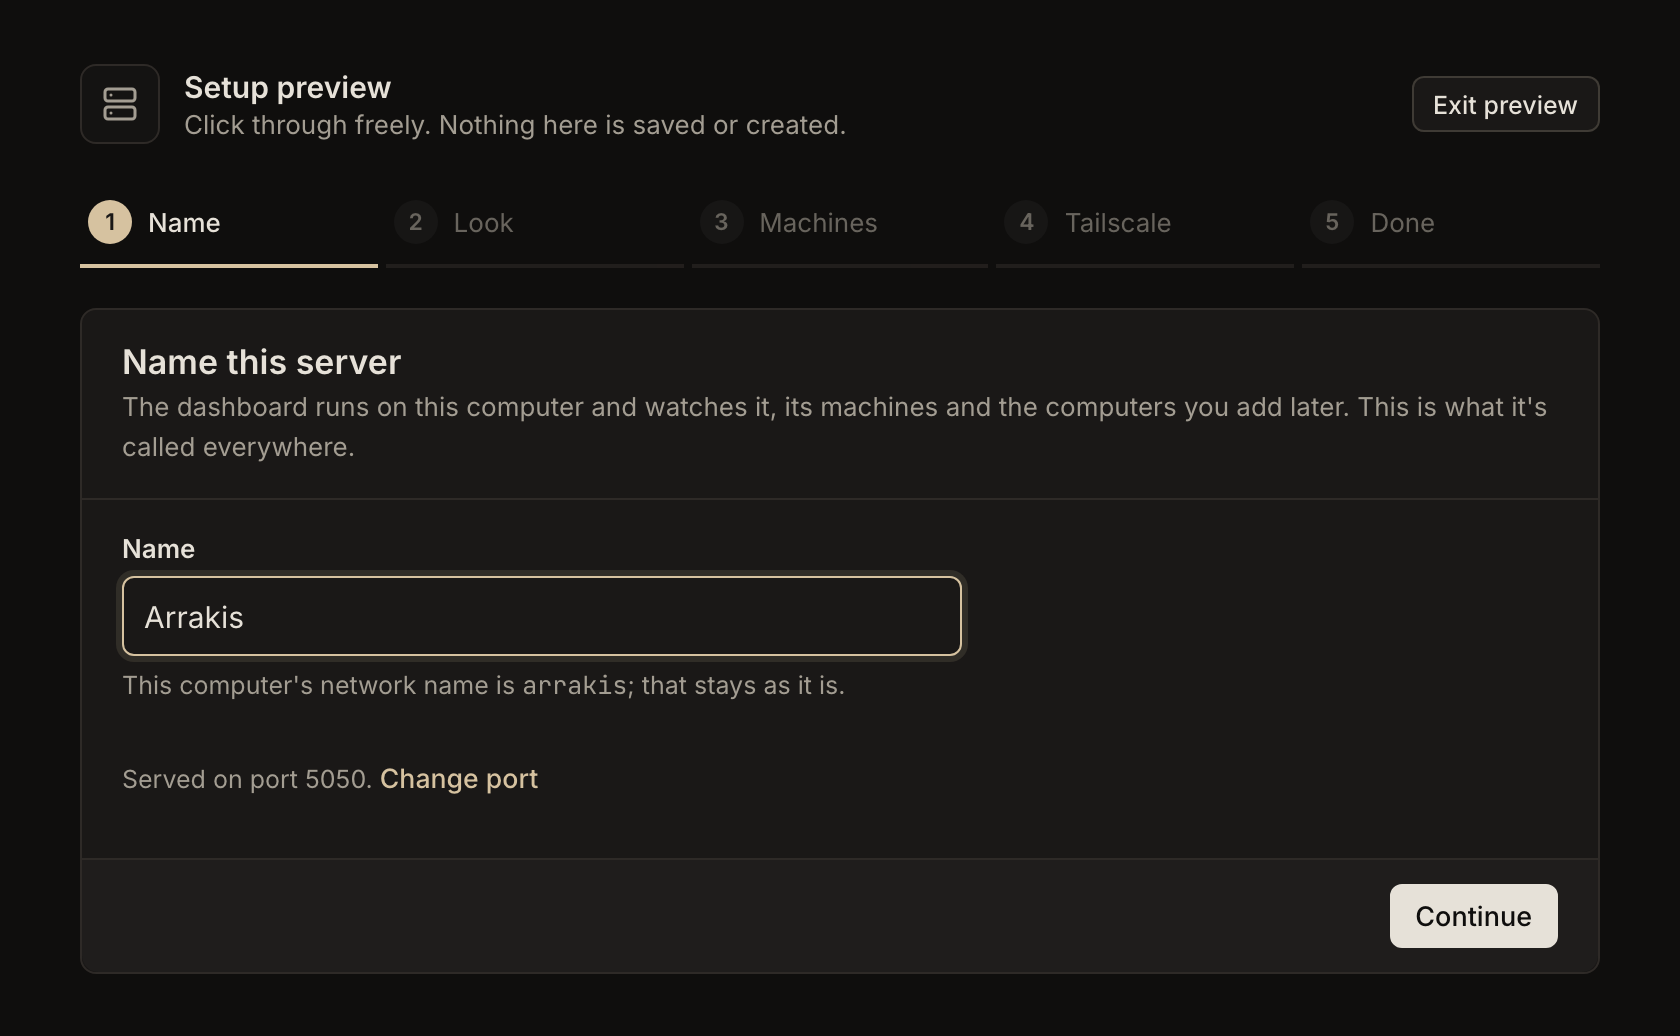 Setup preview
Click through freely. Nothing here is saved or created.
Exit preview
1 Name
2 Look
3 Machines
4 Tailscale
5 Done
Name this server
The dashboard runs on this computer and watches it, its machines and the computers you add later. This is what it's
called everywhere.
Name
Arrakis
This computer's network name is arrakis; that stays as it is.
Served on port 5050. Change port
Continue